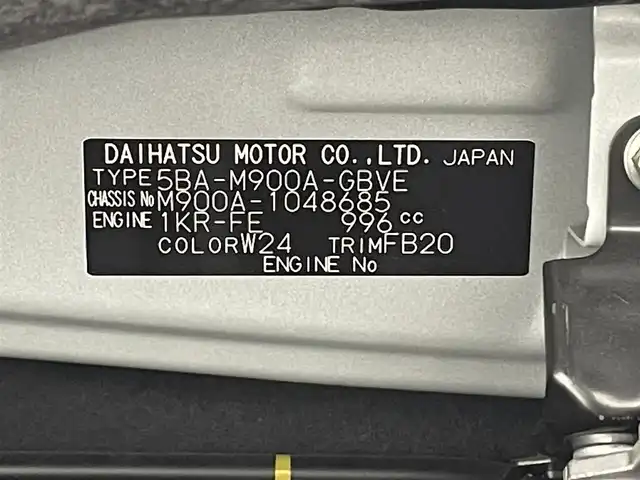 DAIHATSU MOTOR CO.,LTD. JAPAN
TYPE 5BA-M900A-GBVE
CHASSIS No M900A-1048685
ENGINE 1KR-FE 996 cc
COLOR W24 TRIM FB20
ENGINE No